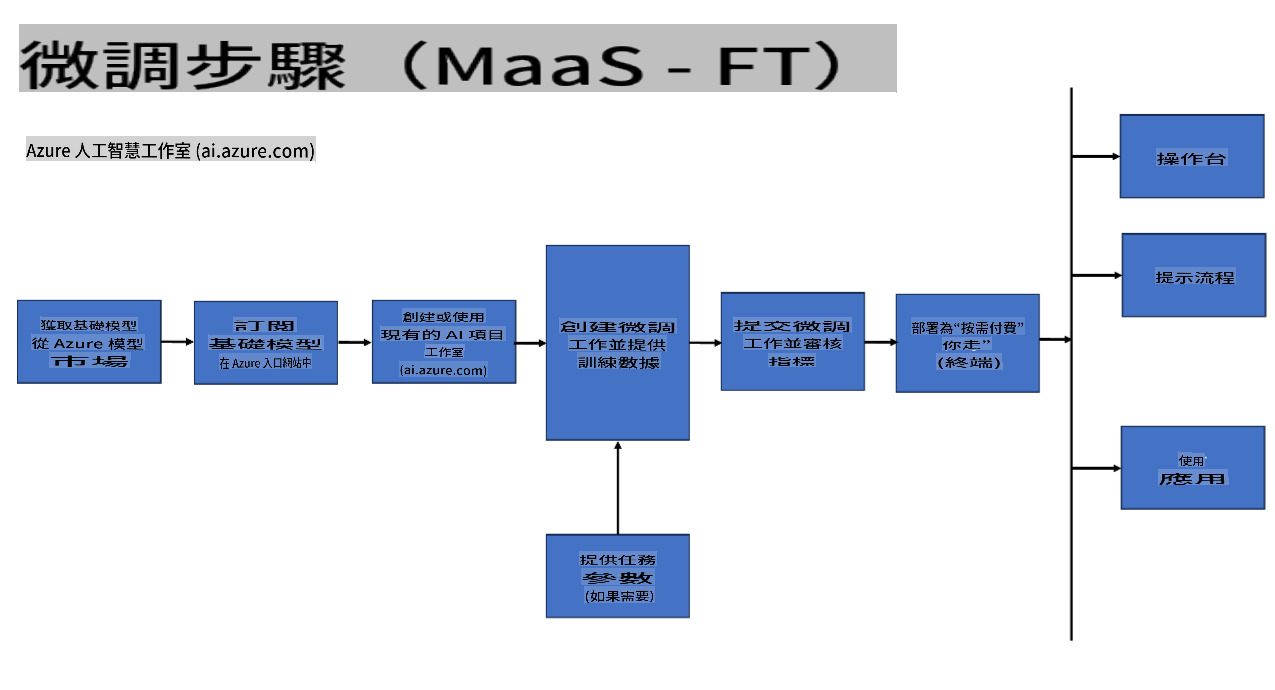 微調步驟 （MaaS - FT）
Azure 人工智慧工作室 (ai.azure.com)
獲取基礎模型
從 Azure 模型
市場
訂閱
基礎模型
在 Azure 入口網站中
創建或使用
現有的 AI 項目
工作室
(ai.azure.com)
創建微調
工作並提供
訓練數據
提供任務
參數
(如果需要)
提交微調
工作並審核
指標
部署為“按需付費”
你走”
(終端)
操作台
提示流程
使用
應用